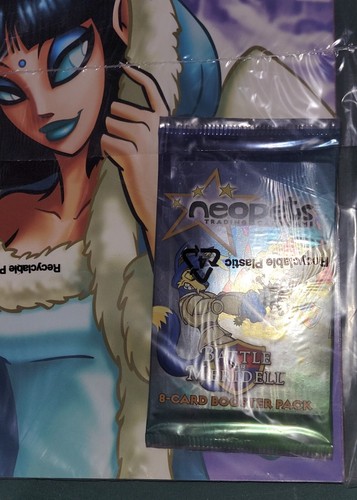 neopets
TRADING
Recyclable Plastic
Recyclable P
BATTLE
MERIDELL
8-CARD BOOSTER PACK